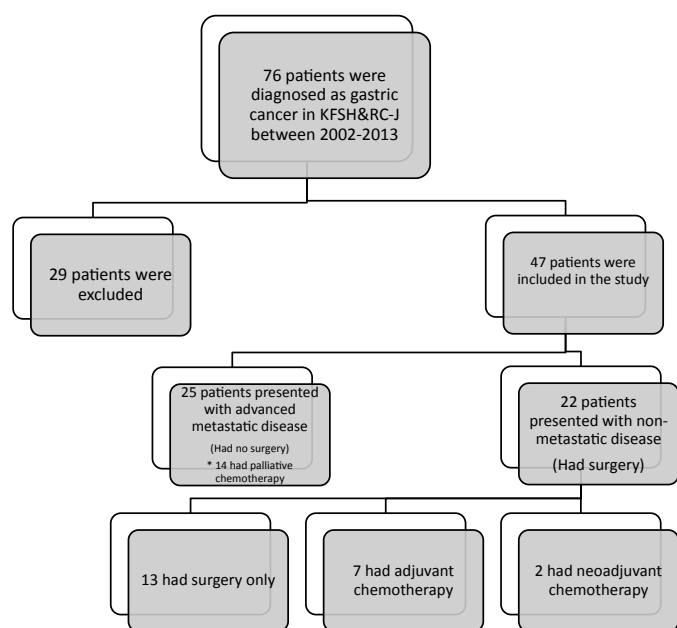 76 patients were
diagnosed as gastric
cancer in KFSH&RC-J
between 2002-2013
29 patients were
excluded
47 patients were
included in the study
25 patients presented
with advanced
metastatic disease
(Had no surgery)
* 14 had palliative
chemotherapy
22 patients
presented with non-
metastatic disease
(Had surgery)
13 had surgery only
7 had adjuvant
chemotherapy
2 had neoadjuvant
chemotherapy